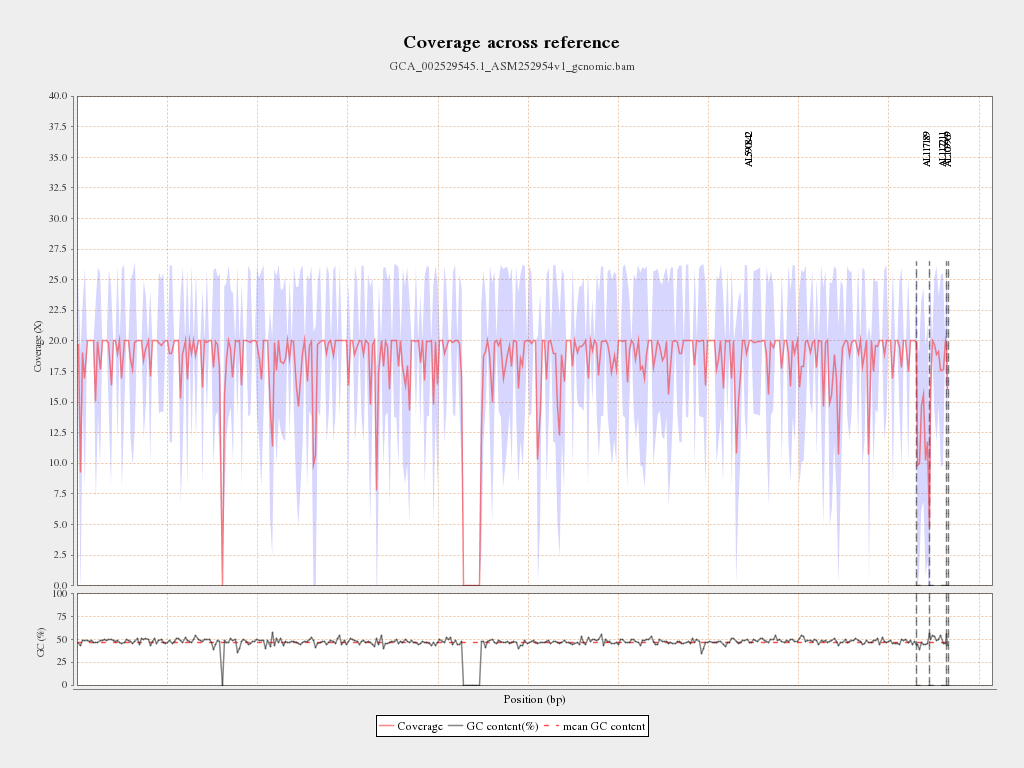 Coverage across reference
GCA_002529545.1_ASM252954v1_genomic.bam
40.0
37.5
35.0
32.5
30.0
27.5
25.0
22.5
20.0
17.5
15.0
12.5
10.0
7.5
5.0
2.5
0.0
Coverage (X)
AL590842
AL117189
AL117211
100
75
50
25
0
GC (%)
Position (bp)
Coverage GC content(%) mean GC content